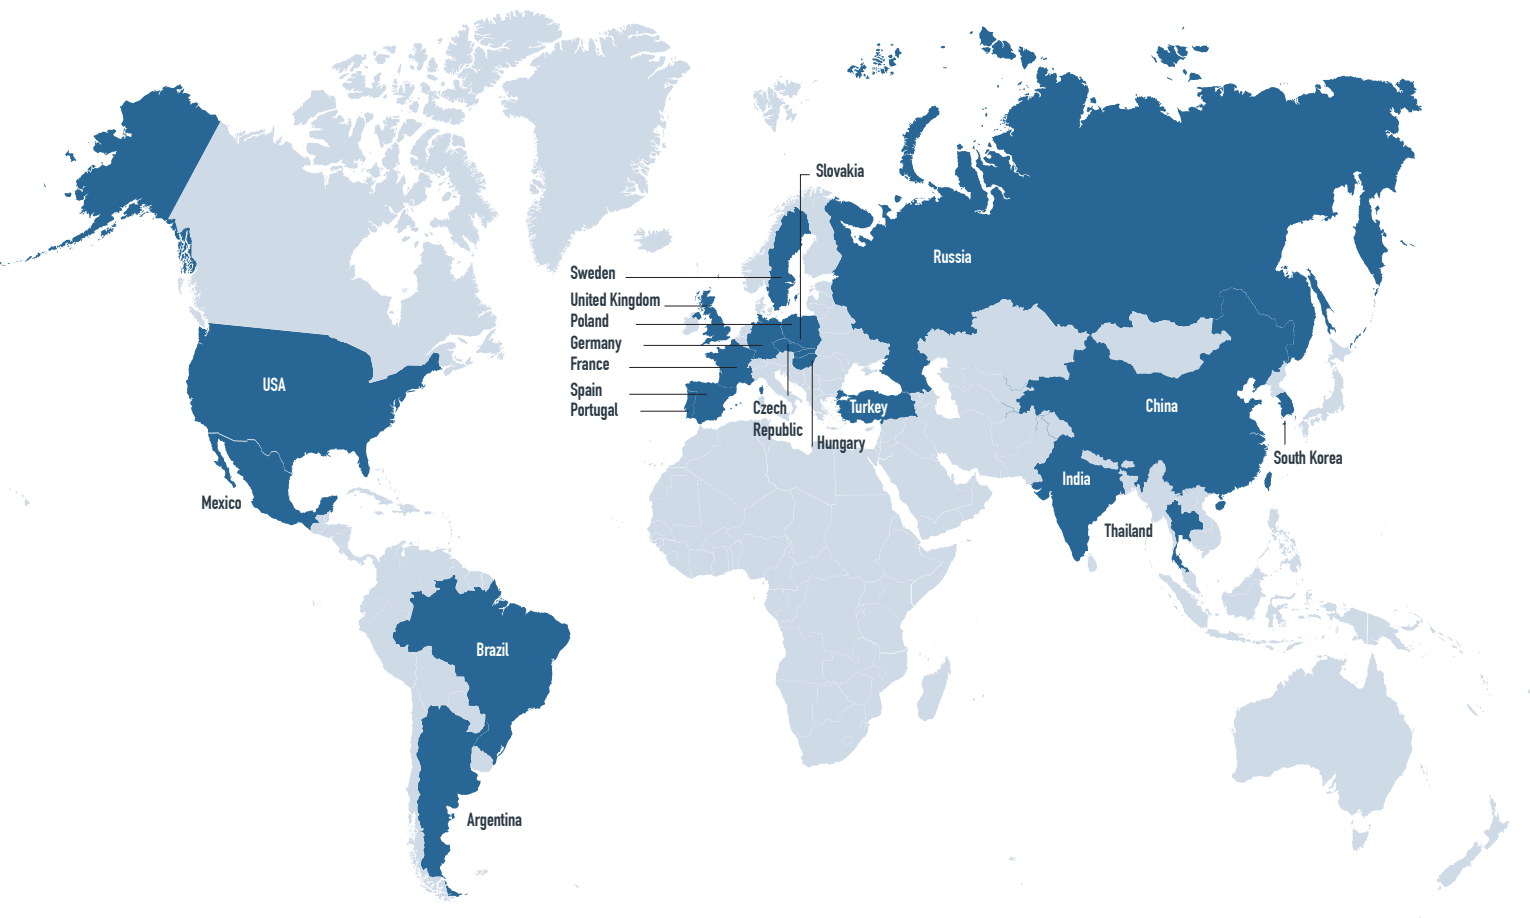 Slovakia
Russia
Sweden
United Kingdom
Poland
Germany
France
USA
Spain
Portugal
Czech
Republic
Turkey
China
Hungary
South Korea
India
Mexico
Thailand
Brazil
Argentina